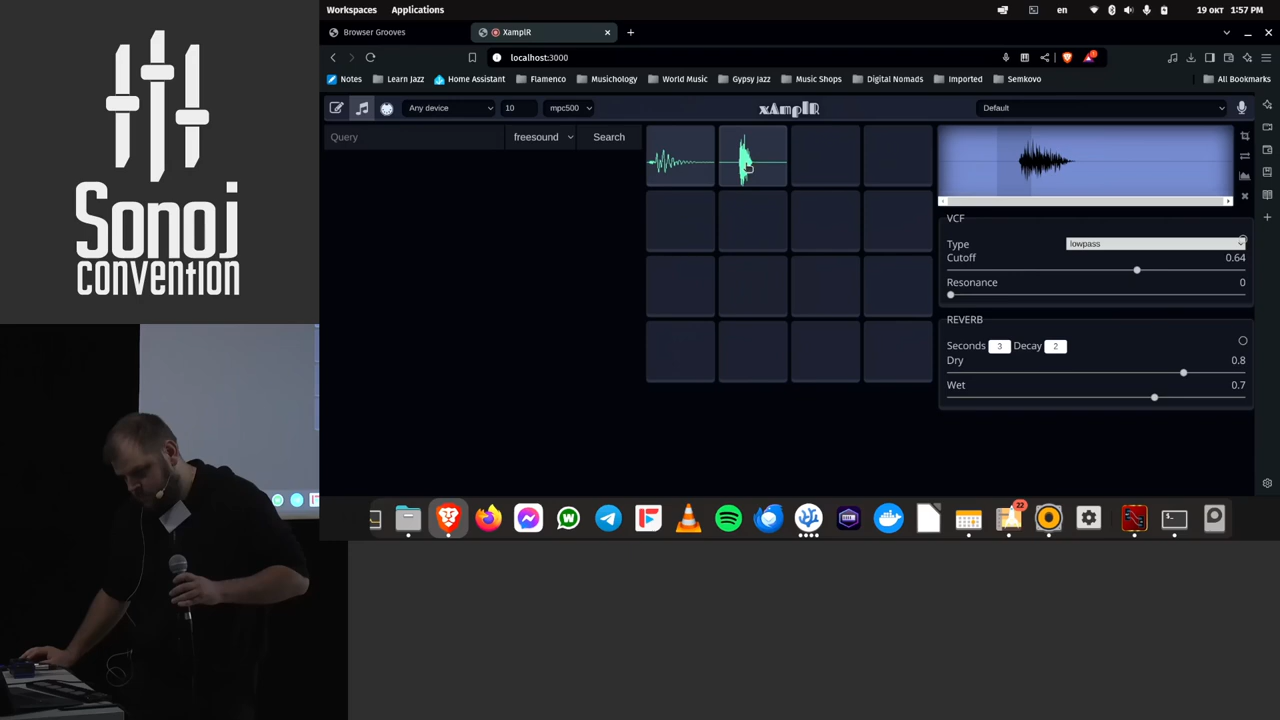 Sonoj
convention
Workspaces Applications
en
19 окт 1:57 PM
Browser Grooves
XamplR
localhost:3000
Notes Learn Jazz Home Assistant Flamenco Musichology World Music Gypsy Jazz Music Shops Digital Nomads Imported Semkovo All Bookmarks
Any device 10 mpc500
xAmplR
Default
Query freesound Search
VCF
Type lowpass
Cutoff 0.64
Resonance 0
REVERB
Seconds 3 Decay 2
Dry 0.8
Wet 0.7
22